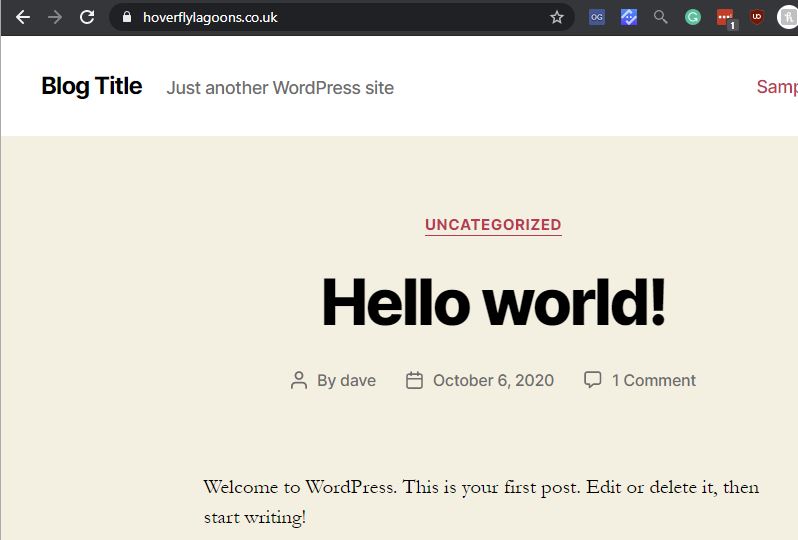 hoverflylagoons.co.uk
OG
G
1
UD
Blog Title Just another WordPress site Samp
UNCATEGORIZED
Hello world!
By dave October 6, 2020 1 Comment
Welcome to WordPress. This is your first post. Edit or delete it, then
start writing!